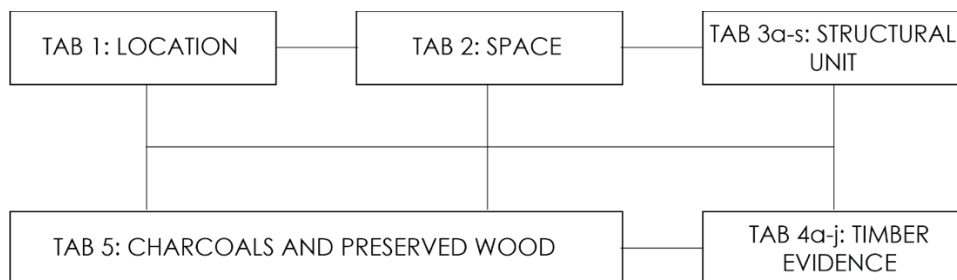 TAB 1: LOCATION
TAB 2: SPACE
TAB 3a-s: STRUCTURAL
UNIT
TAB 5: CHARCOALS AND PRESERVED WOOD
TAB 4a-j: TIMBER
EVIDENCE